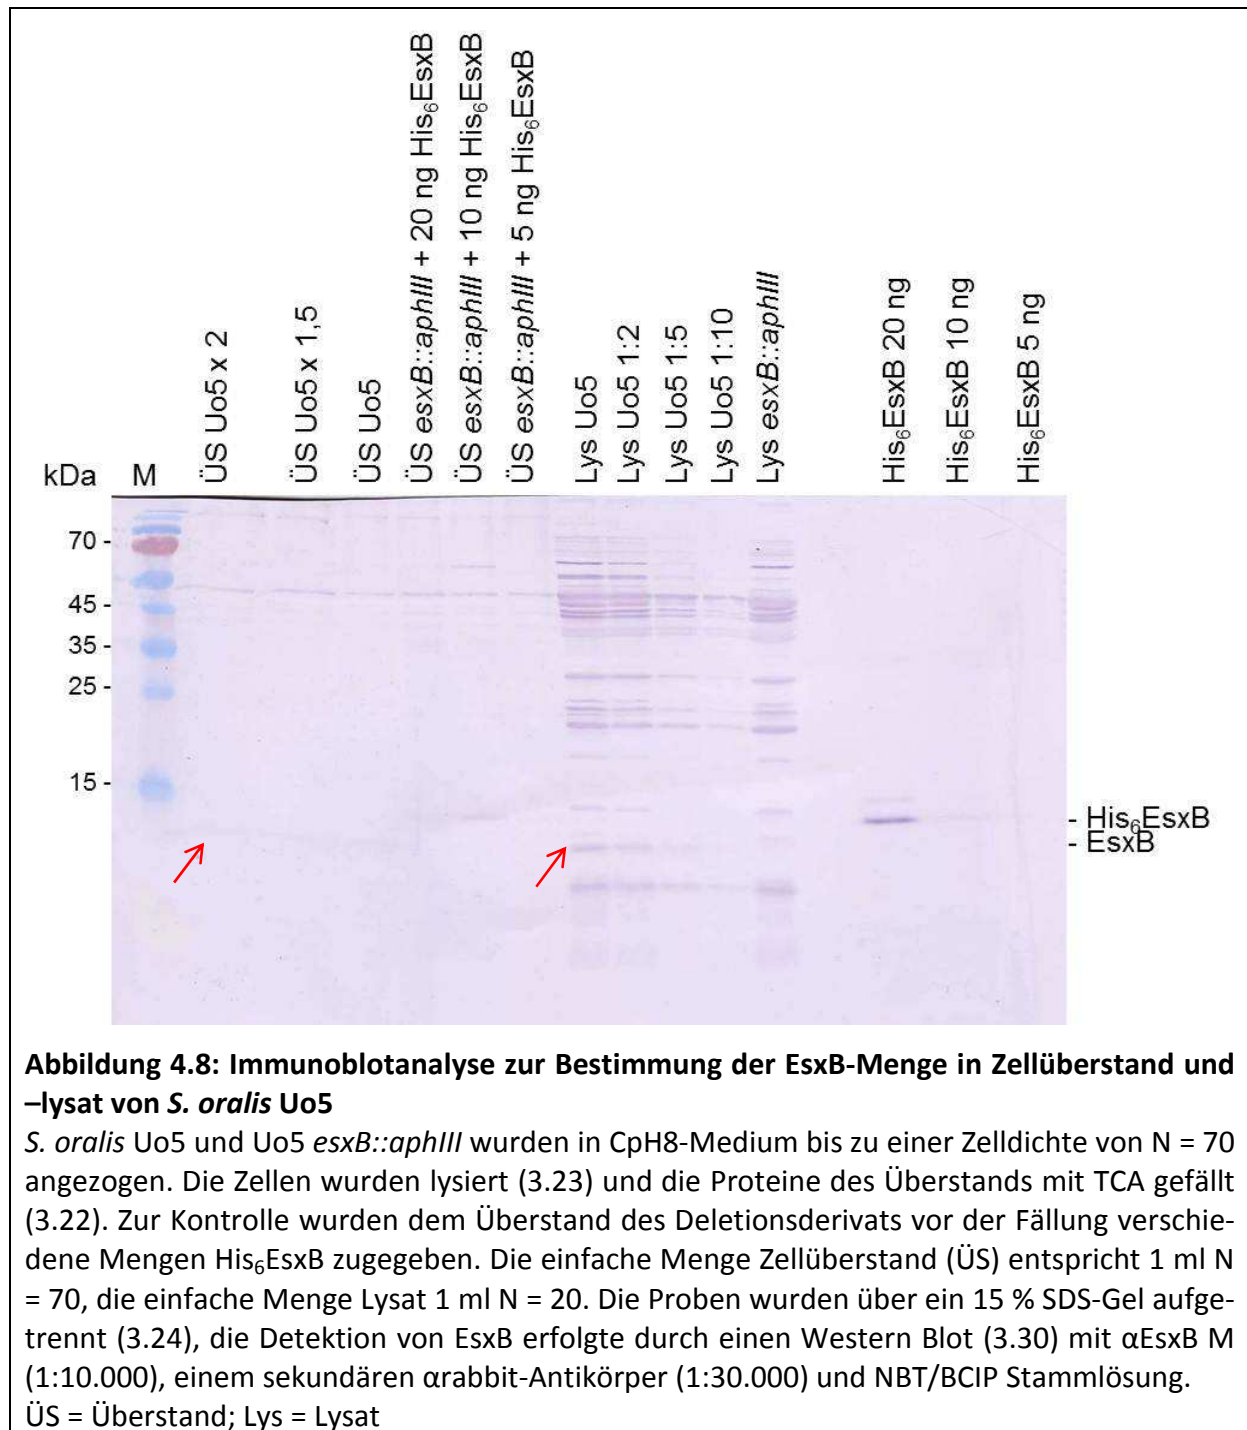 ÜS Uo5 x 2
ÜS Uo5 x 1,5
ÜS Uo5
ÜS esxB::aphIII + 20 ng His₆EsxB
ÜS esxB::aphIII + 10 ng His₆EsxB
ÜS esxB::aphIII + 5 ng His₆EsxB
Lys Uo5
Lys Uo5 1:2
Lys Uo5 1:5
Lys Uo5 1:10
Lys esxB::aphIII
His₆EsxB 20 ng
His₆EsxB 10 ng
His₆EsxB 5 ng
kDa M
70 -
45 -
35 -
25 -
15 -
- His₆EsxB
- EsxB
Abbildung 4.8: Immunoblotanalyse zur Bestimmung der EsxB-Menge in Zellüberstand und
–lysat von S. oralis Uo5
S. oralis Uo5 und Uo5 esxB::aphIII wurden in CpH8-Medium bis zu einer Zelldichte von N = 70
angezogen. Die Zellen wurden lysiert (3.23) und die Proteine des Überstands mit TCA gefällt
(3.22). Zur Kontrolle wurden dem Überstand des Deletionsderivats vor der Fällung verschie-
dene Mengen His₆EsxB zugegeben. Die einfache Menge Zellüberstand (ÜS) entspricht 1 ml N
= 70, die einfache Menge Lysat 1 ml N = 20. Die Proben wurden über ein 15 % SDS-Gel aufge-
trennt (3.24), die Detektion von EsxB erfolgte durch einen Western Blot (3.30) mit αEsxB M
(1:10.000), einem sekundären αrabbit-Antikörper (1:30.000) und NBT/BCIP Stammlösung.
ÜS = Überstand; Lys = Lysat